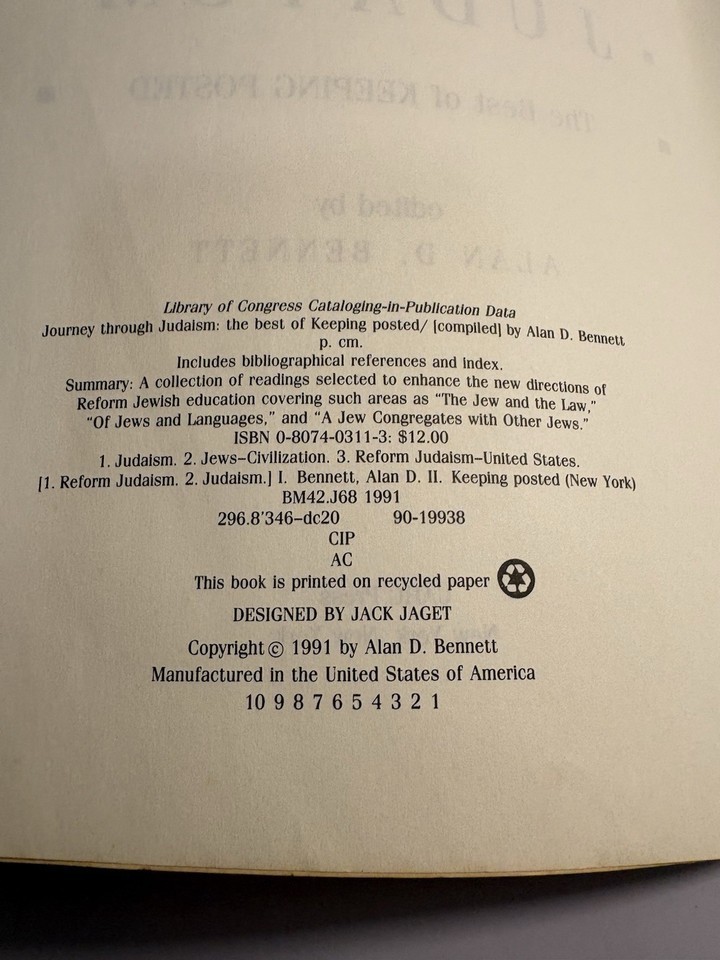 Library of Congress Cataloging-in-Publication Data
Journey through Judaism: the best of Keeping posted/ [compiled] by Alan D. Bennett
p. cm.
Includes bibliographical references and index.
Summary: A collection of readings selected to enhance the new directions of
Reform Jewish education covering such areas as “The Jew and the Law,”
“Of Jews and Languages,” and “A Jew Congregates with Other Jews.”
ISBN 0-8074-0311-3: $12.00
1. Judaism. 2. Jews–Civilization. 3. Reform Judaism–United States.
[1. Reform Judaism. 2. Judaism.] I. Bennett, Alan D. II. Keeping posted (New York)
BM42.J68 1991
296.8'346–dc20 90-19938
CIP
AC
This book is printed on recycled paper
DESIGNED BY JACK JAGET
Copyright © 1991 by Alan D. Bennett
Manufactured in the United States of America
10 9 8 7 6 5 4 3 2 1